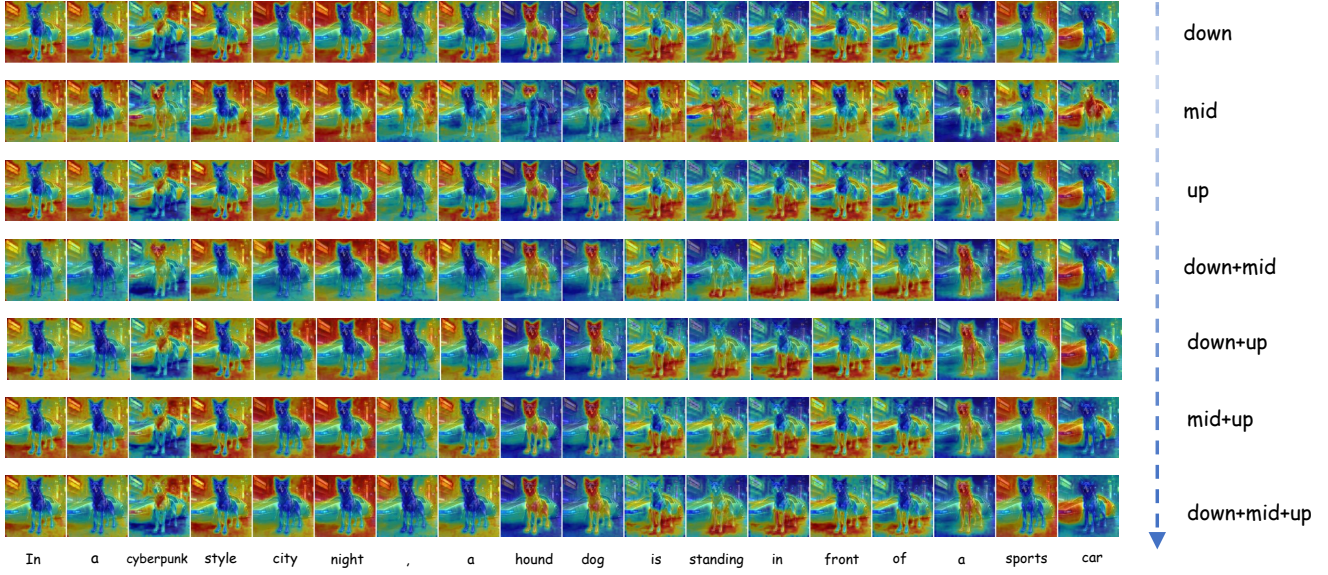 down
mid
up
down+mid
down+up
mid+up
down+mid+up
In a cyberpunk style city night , a hound dog is standing in front of a sports car